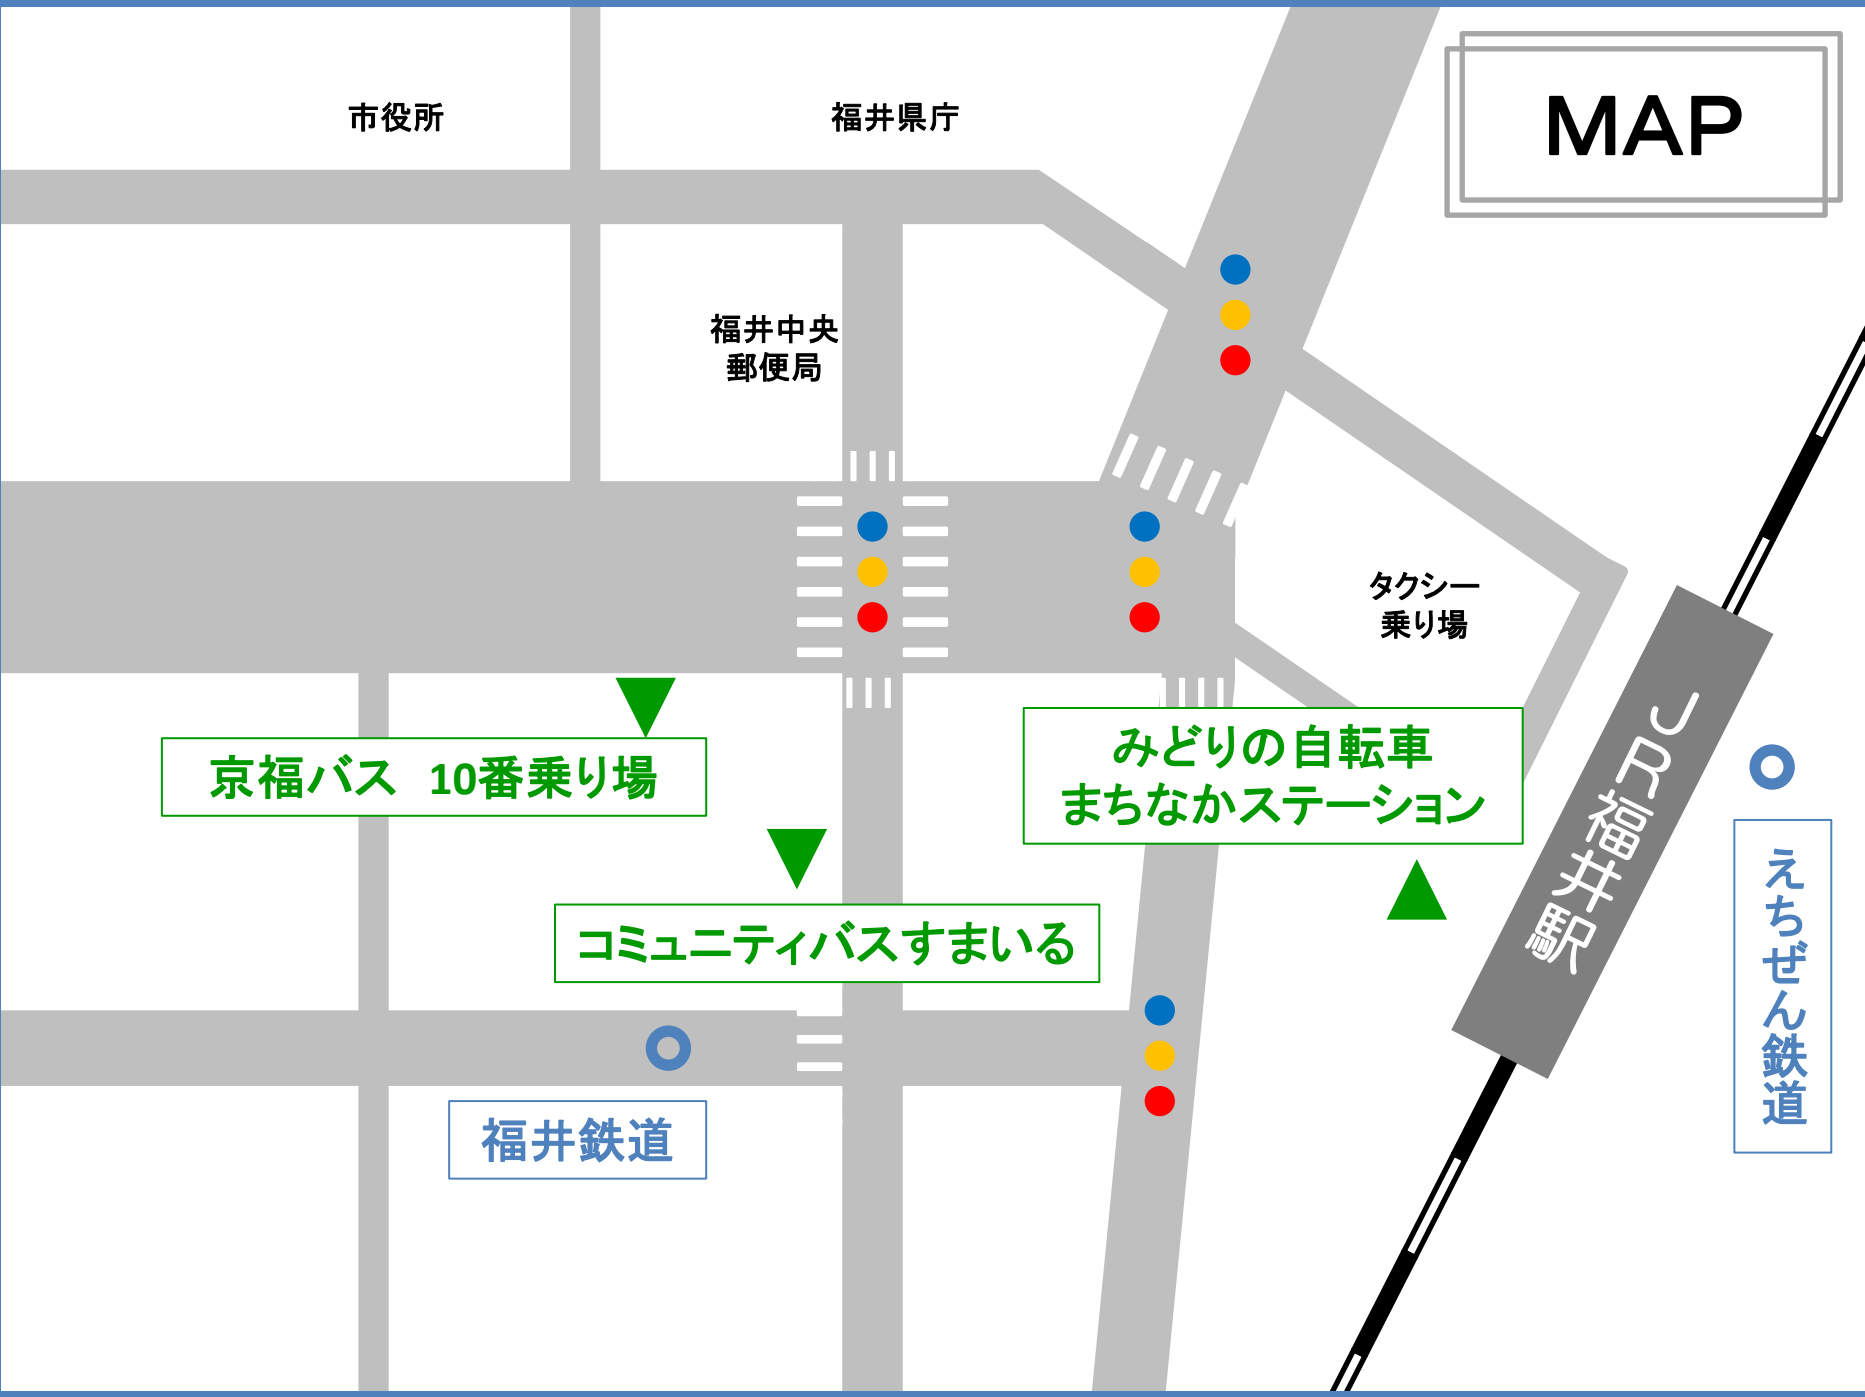 MAP
市役所
福井県庁
福井中央
郵便局
タクシー
乗り場
京福バス　10番乗り場
みどりの自転車
まちなかステーション
コミュニティバスすまいる
JR福井駅
えちぜん鉄道
福井鉄道